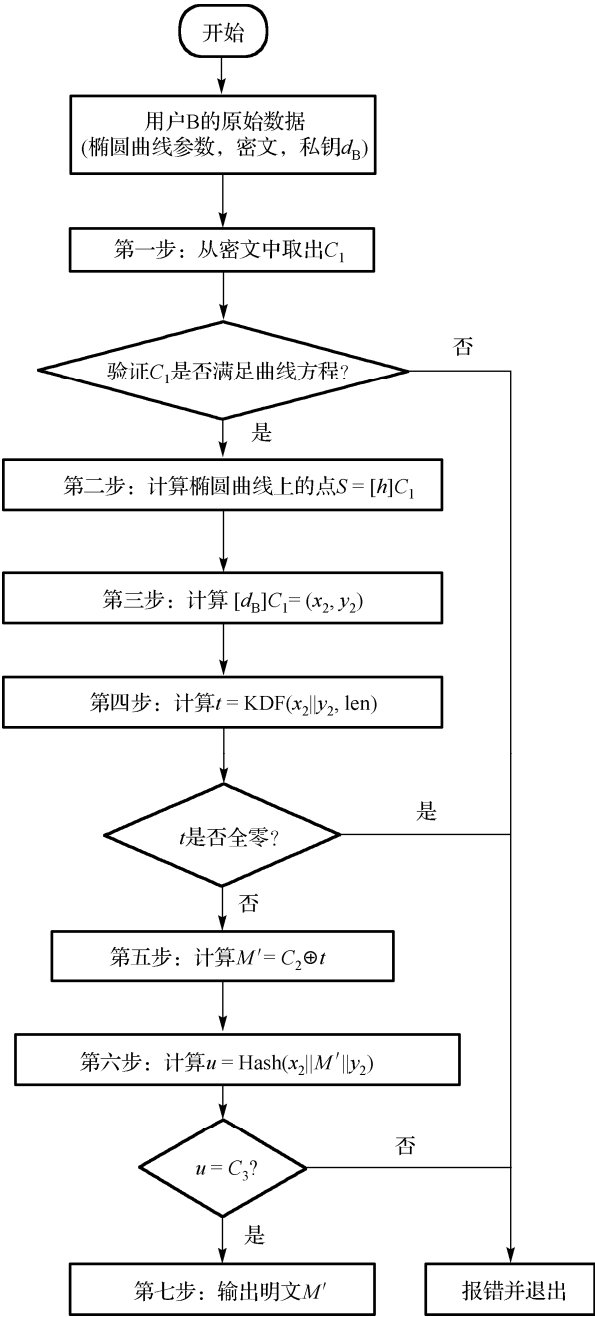 开始
用户B的原始数据
(椭圆曲线参数，密文，私钥dB)
第一步：从密文中取出C1
验证C1是否满足曲线方程?
否
是
第二步：计算椭圆曲线上的点S = [h]C1
第三步：计算 [dB]C1= (x2, y2)
第四步：计算t = KDF(x2||y2, len)
t是否全零?
是
否
第五步：计算M′= C2⊕t
第六步：计算u = Hash(x2||M′||y2)
u = C3?
否
是
第七步：输出明文M′
报错并退出